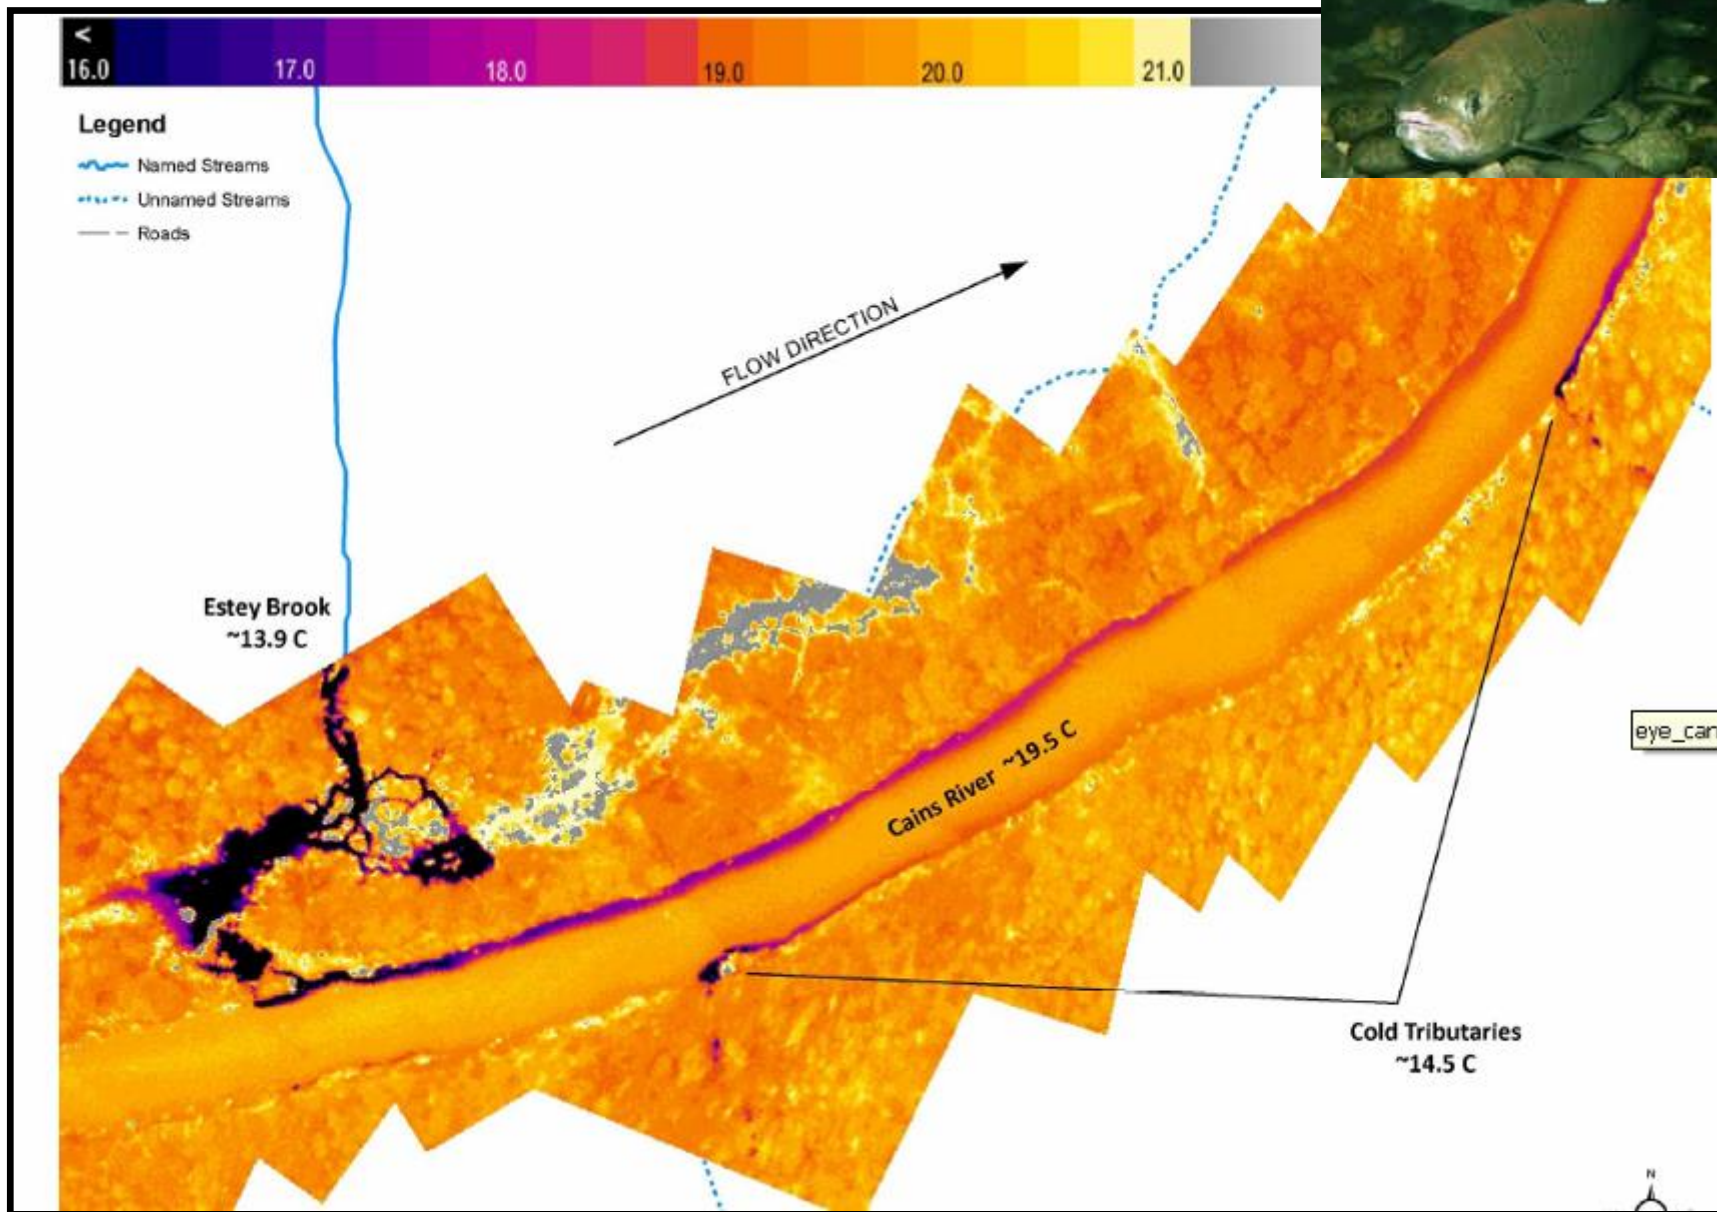 <
16.0 17.0 18.0 19.0 20.0 21.0
Legend
Named Streams
Unnamed Streams
Roads
FLOW DIRECTION
Estey Brook
~13.9 C
Cains River ~19.5 C
eye_can
Cold Tributaries
~14.5 C
N